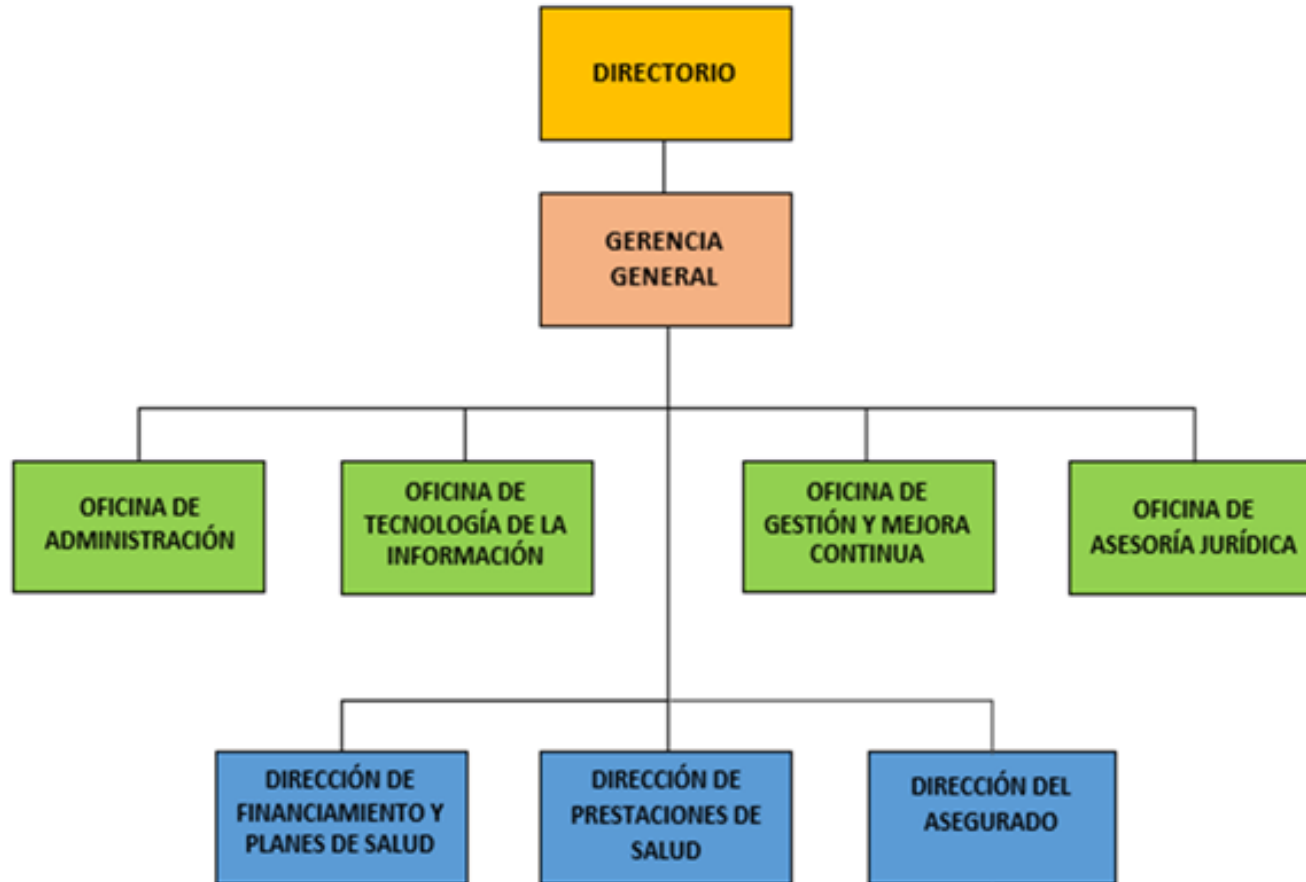 DIRECTORIO
GERENCIA
GENERAL
OFICINA DE
ADMINISTRACIÓN
OFICINA DE
TECNOLOGÍA DE LA
INFORMACIÓN
OFICINA DE
GESTIÓN Y MEJORA
CONTINUA
OFICINA DE
ASESORÍA JURÍDICA
DIRECCIÓN DE
FINANCIAMIENTO Y
PLANES DE SALUD
DIRECCIÓN DE
PRESTACIONES DE
SALUD
DIRECCIÓN DEL
ASEGURADO